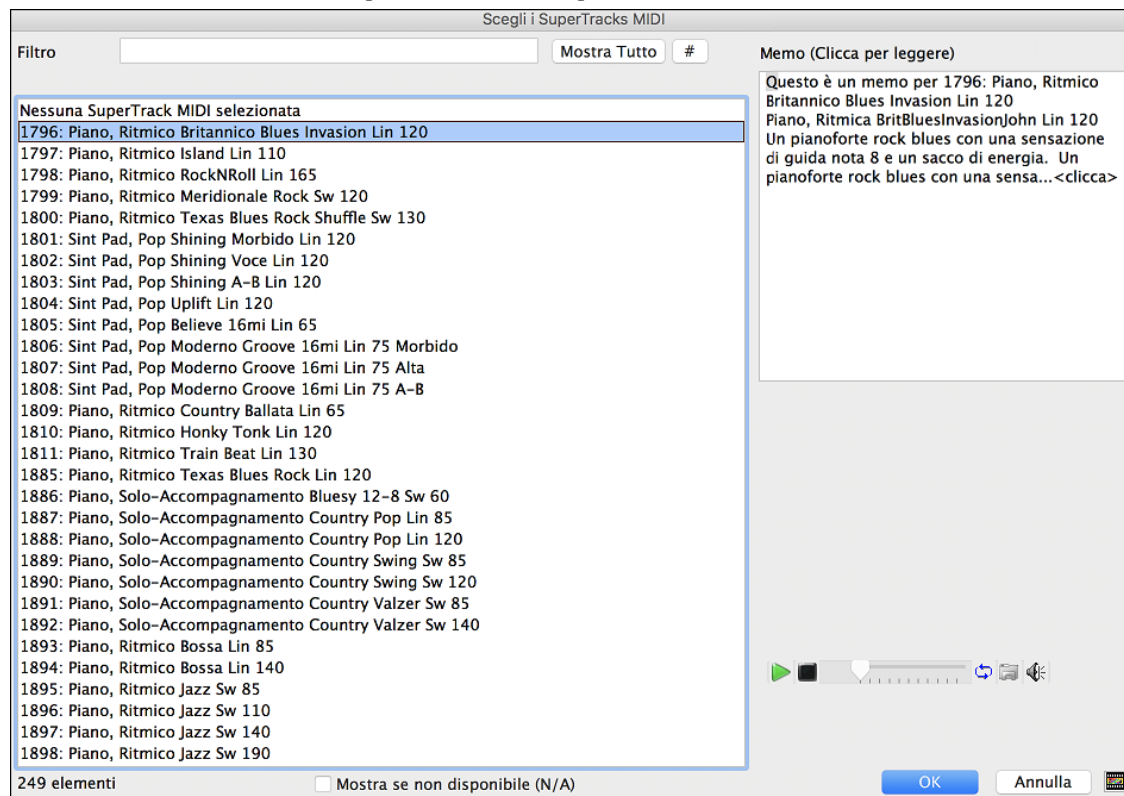 Scegli i SuperTracks MIDI
Filtro
Mostra Tutto
#
Memo (Clicca per leggere)
Nessuna SuperTrack MIDI selezionata
1796: Piano, Ritmico Britannico Blues Invasion Lin 120
1797: Piano, Ritmico Island Lin 110
1798: Piano, Ritmico RockNRoll Lin 165
1799: Piano, Ritmico Meridionale Rock Sw 120
1800: Piano, Ritmico Texas Blues Rock Shuffle Sw 130
1801: Sint Pad, Pop Shining Morbido Lin 120
1802: Sint Pad, Pop Shining Voce Lin 120
1803: Sint Pad, Pop Shining A-B Lin 120
1804: Sint Pad, Pop Uplift Lin 120
1805: Sint Pad, Pop Believe 16mi Lin 65
1806: Sint Pad, Pop Moderno Groove 16mi Lin 75 Morbido
1807: Sint Pad, Pop Moderno Groove 16mi Lin 75 Alta
1808: Sint Pad, Pop Moderno Groove 16mi Lin 75 A-B
1809: Piano, Ritmico Country Ballata Lin 65
1810: Piano, Ritmico Honky Tonk Lin 120
1811: Piano, Ritmico Train Beat Lin 130
1885: Piano, Ritmico Texas Blues Rock Lin 120
1886: Piano, Solo-Accompagnamento Bluesy 12-8 Sw 60
1887: Piano, Solo-Accompagnamento Country Pop Lin 85
1888: Piano, Solo-Accompagnamento Country Pop Lin 120
1889: Piano, Solo-Accompagnamento Country Swing Sw 85
1890: Piano, Solo-Accompagnamento Country Swing Sw 120
1891: Piano, Solo-Accompagnamento Country Valzer Sw 85
1892: Piano, Solo-Accompagnamento Country Valzer Sw 140
1893: Piano, Ritmico Bossa Lin 85
1894: Piano, Ritmico Bossa Lin 140
1895: Piano, Ritmico Jazz Sw 85
1896: Piano, Ritmico Jazz Sw 110
1897: Piano, Ritmico Jazz Sw 140
1898: Piano, Ritmico Jazz Sw 190
Questo è un memo per 1796: Piano, Ritmico
Britannico Blues Invasion Lin 120
Piano, Ritmica BritBluesInvasionJohn Lin 120
Un pianoforte rock blues con una sensazione
di guida nota 8 e un sacco di energia.  Un
pianoforte rock blues con una sensa...<clicca>
249 elementi
Mostra se non disponibile (N/A)
OK
Annulla